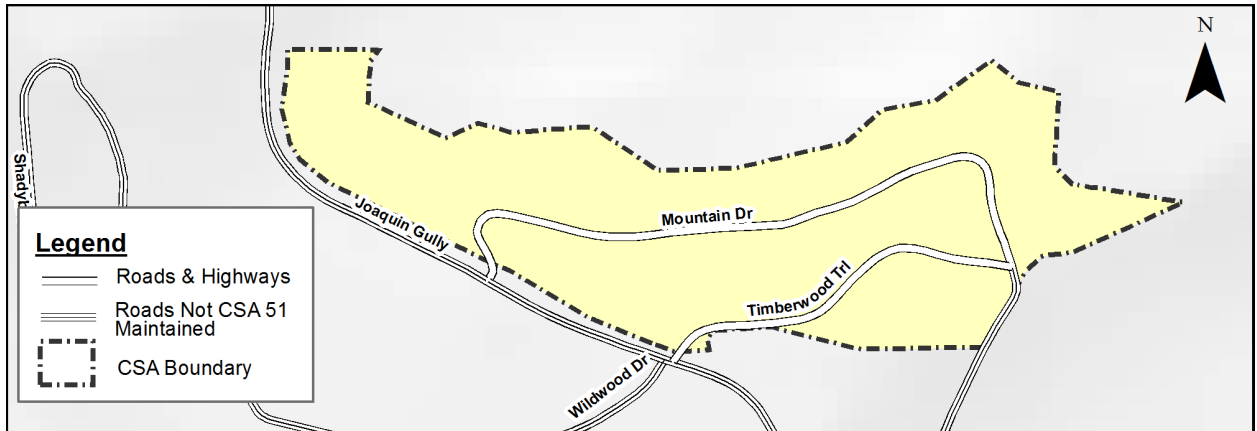 N
Shadyb
Joaquin Gully
Mountain Dr
Timberwood Trl
Wildwood Dr
Legend
Roads & Highways
Roads Not CSA 51
Maintained
CSA Boundary